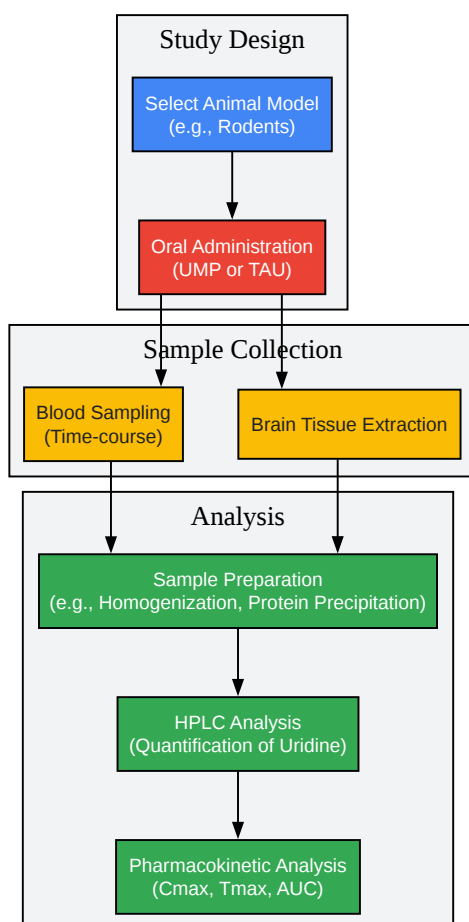 Study Design
Select Animal Model
(e.g., Rodents)
Oral Administration
(UMP or TAU)
Sample Collection
Blood Sampling
(Time-course)
Brain Tissue Extraction
Analysis
Sample Preparation
(e.g., Homogenization, Protein Precipitation)
HPLC Analysis
(Quantification of Uridine)
Pharmacokinetic Analysis
(Cmax, Tmax, AUC)